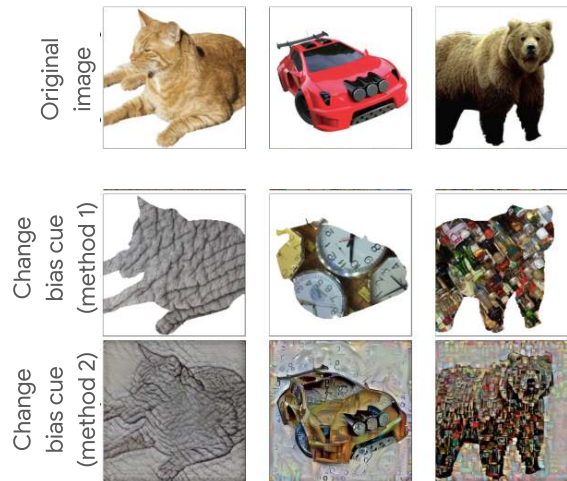 Original
image
Change
bias cue
(method 1)
Change
bias cue
(method 2)